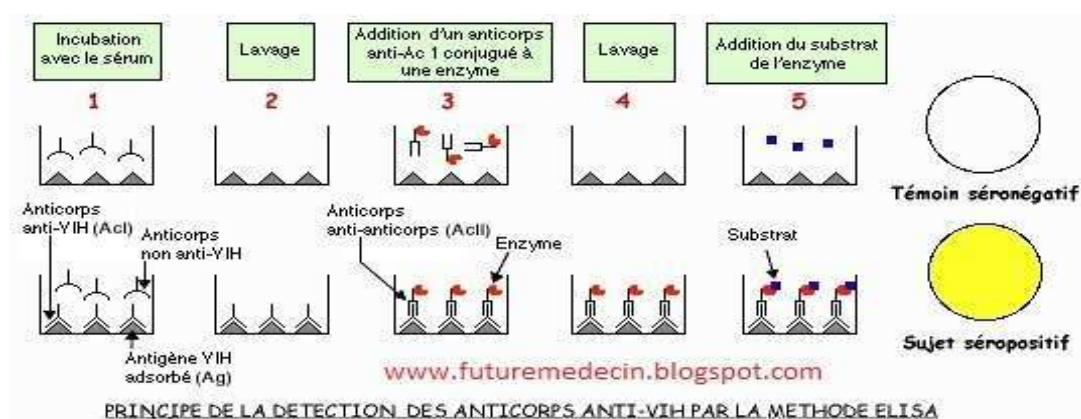 Incubation
avec le sérum
Lavage
Addition d'un anticorps
anti-Ac 1 conjugué à
une enzyme
Lavage
Addition du substrat
de l'enzyme
1
2
3
4
5
Témoin séronégatif
Anticorps
anti-VIH (AcI)
Anticorps
non anti-VIH
Anticorps
anti-anticorps (AcII)
Enzyme
Substrat
Antigène VIH
adsorbé (Ag)
Sujet séropositif
www.futuremedecin.blogspot.com
PRINCIPE DE LA DETECTION DES ANTICORPS ANTI-VIH PAR LA METHODE ELISA